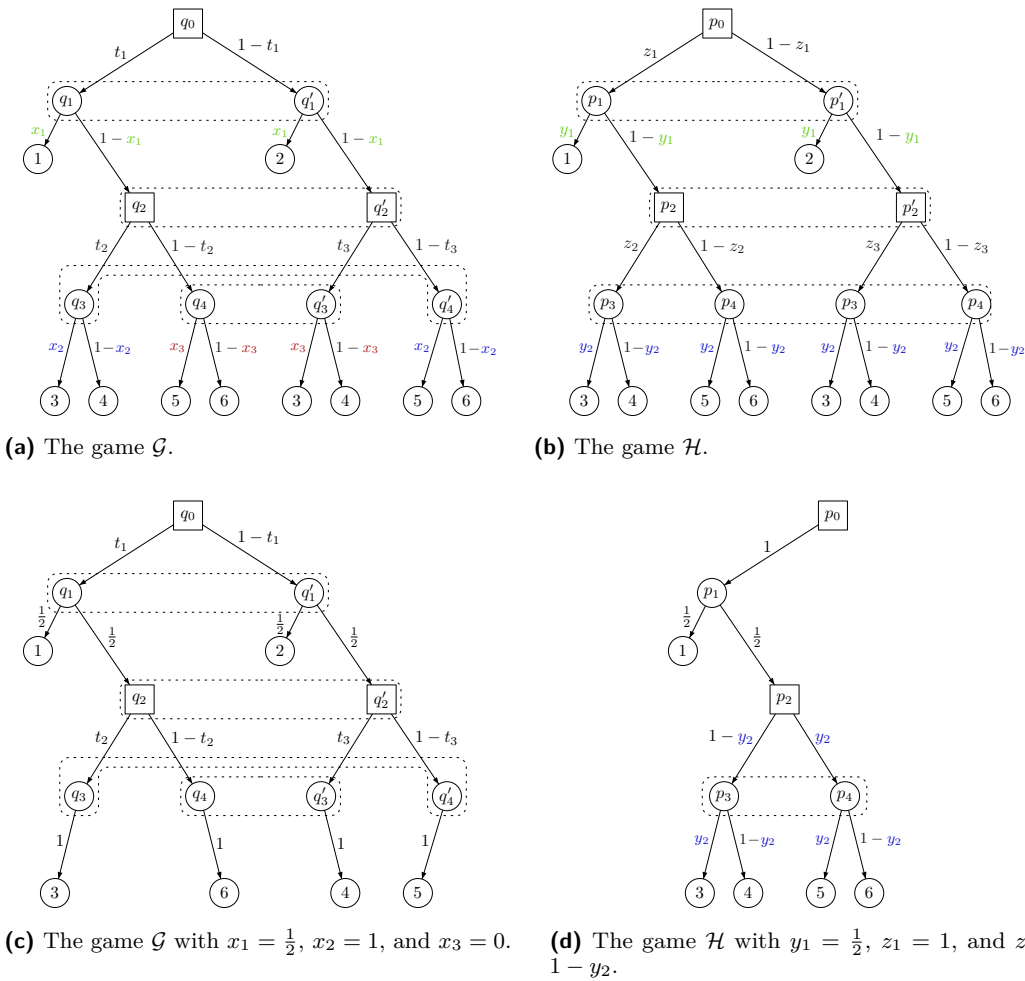 q₀ p₀
t₁ 1 − t₁ z₁ 1 − z₁
q₁ q′₁ p₁ p′₁
x₁ 1 − x₁ x₁ 1 − x₁ y₁ 1 − y₁ y₁ 1 − y₁
1 2 1 2
q₂ q′₂ p₂ p′₂
t₂ 1 − t₂ t₃ 1 − t₃ z₂ 1 − z₂ z₃ 1 − z₃
q₃ q₄ q′₃ q′₄ p₃ p₄ p₃ p₄
x₂ 1−x₂ x₃ 1 − x₃ x₃ 1 − x₃ x₂ 1−x₂ y₂ 1−y₂ y₂ 1 − y₂ y₂ 1 − y₂ y₂ 1−y₂
3 4 5 6 3 4 5 6 3 4 5 6 3 4 5 6
(a) The game 𝒢. (b) The game ℋ.
q₀ p₀
t₁ 1 − t₁ 1
q₁ q′₁ p₁
½ ½ ½ ½ ½ ½
1 2 1
q₂ q′₂ p₂
t₂ 1 − t₂ t₃ 1 − t₃ 1 − y₂ y₂
q₃ q₄ q′₃ q′₄ p₃ p₄
1 1 1 1 y₂ 1−y₂ y₂ 1 − y₂
3 6 4 5 3 4 5 6
(c) The game 𝒢 with x₁ = ½, x₂ = 1, and x₃ = 0.
(d) The game ℋ with y₁ = ½, z₁ = 1, and z
1 − y₂.